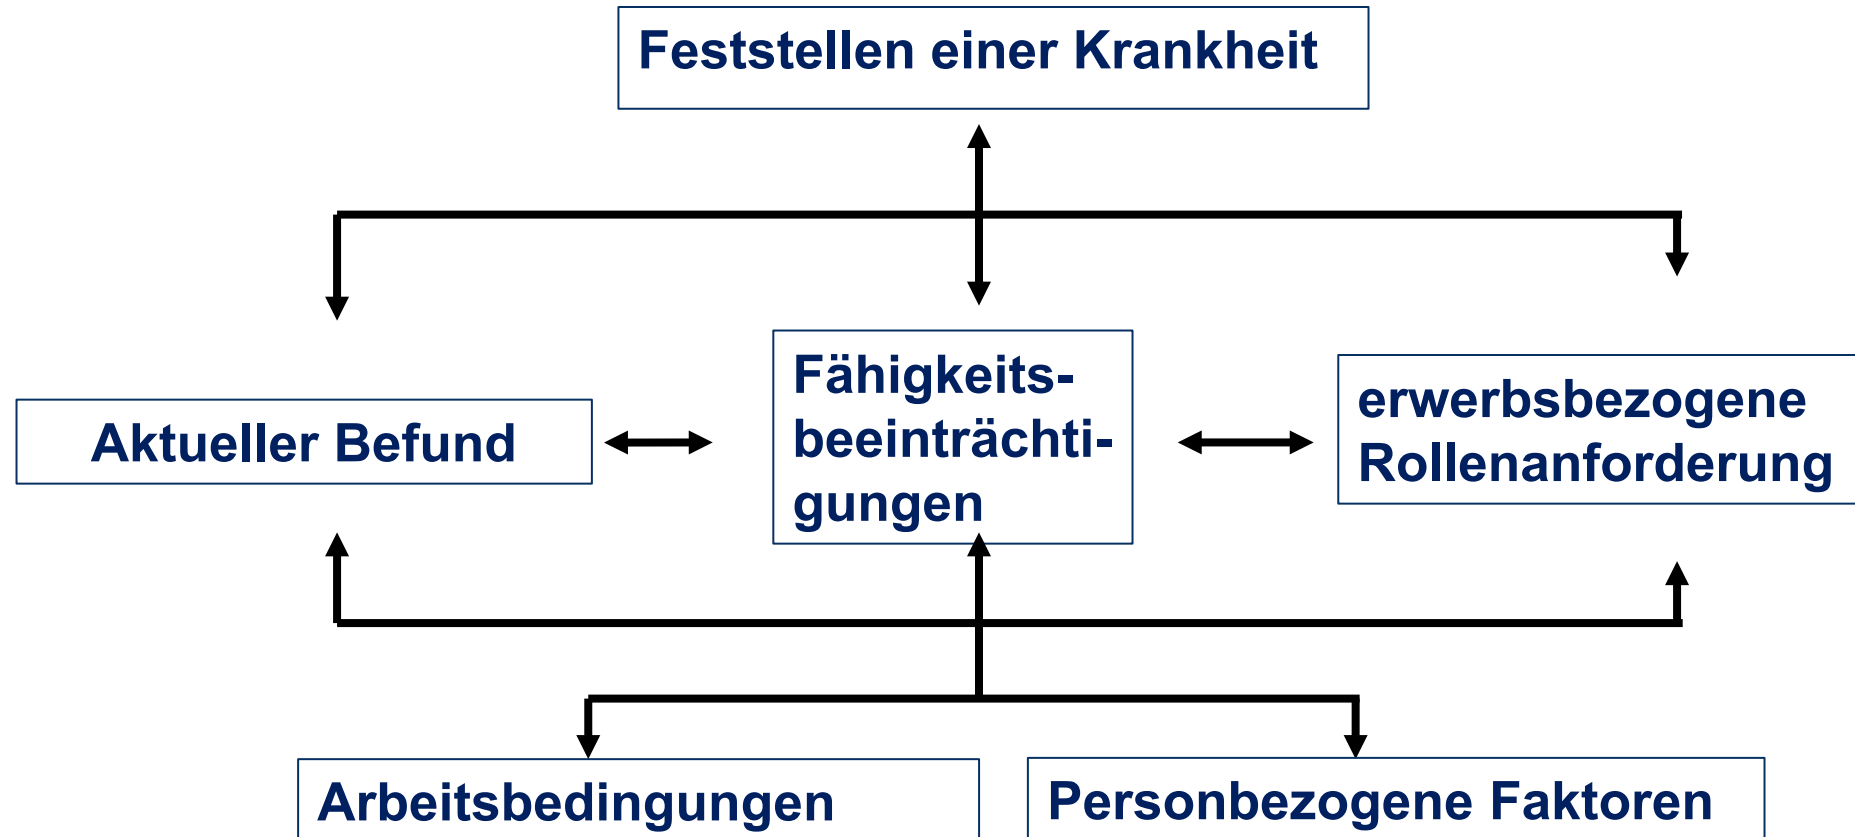 Feststellen einer Krankheit
Aktueller Befund
Fähigkeits-
beeinträchti-
gungen
erwerbsbezogene
Rollenanforderung
Arbeitsbedingungen
Personbezogene Faktoren